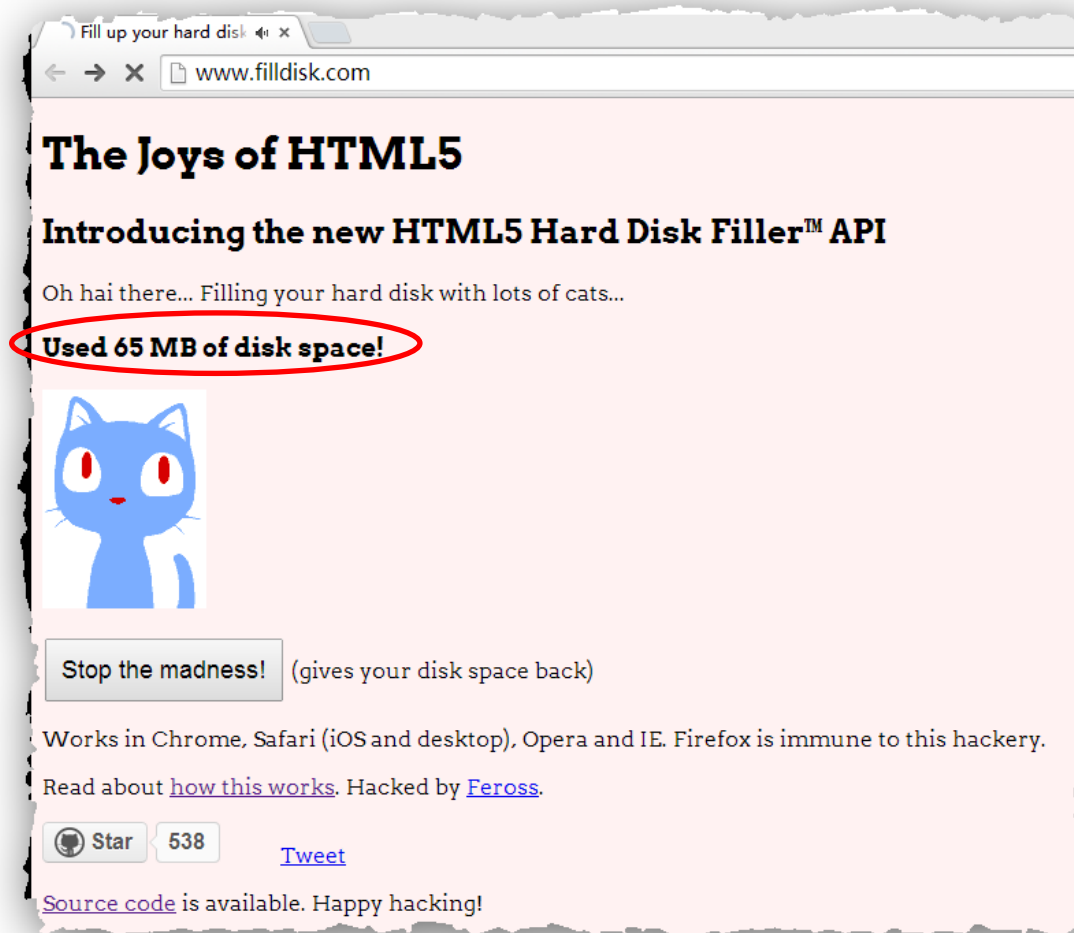 Fill up your hard disk
www.filldisk.com
The Joys of HTML5
Introducing the new HTML5 Hard Disk Filler™ API
Oh hai there... Filling your hard disk with lots of cats...
Used 65 MB of disk space!
Stop the madness! (gives your disk space back)
Works in Chrome, Safari (iOS and desktop), Opera and IE. Firefox is immune to this hackery.
Read about how this works. Hacked by Feross.
Star 538 Tweet
Source code is available. Happy hacking!